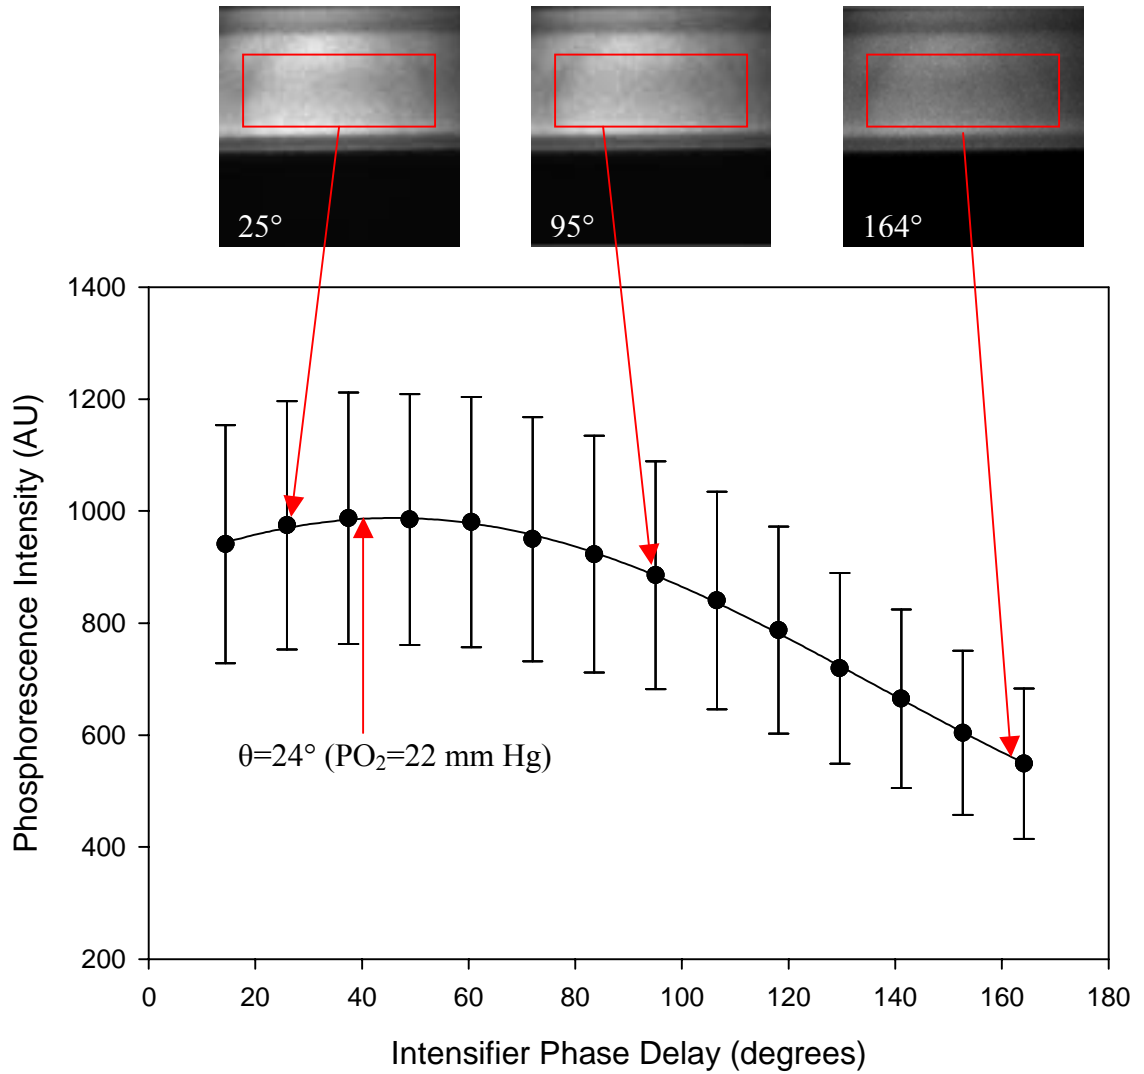 25°
95°
164°
1400
1200
1000
800
600
400
200
Phosphorescence Intensity (AU)
θ=24° (PO₂=22 mm Hg)
0 20 40 60 80 100 120 140 160 180
Intensifier Phase Delay (degrees)